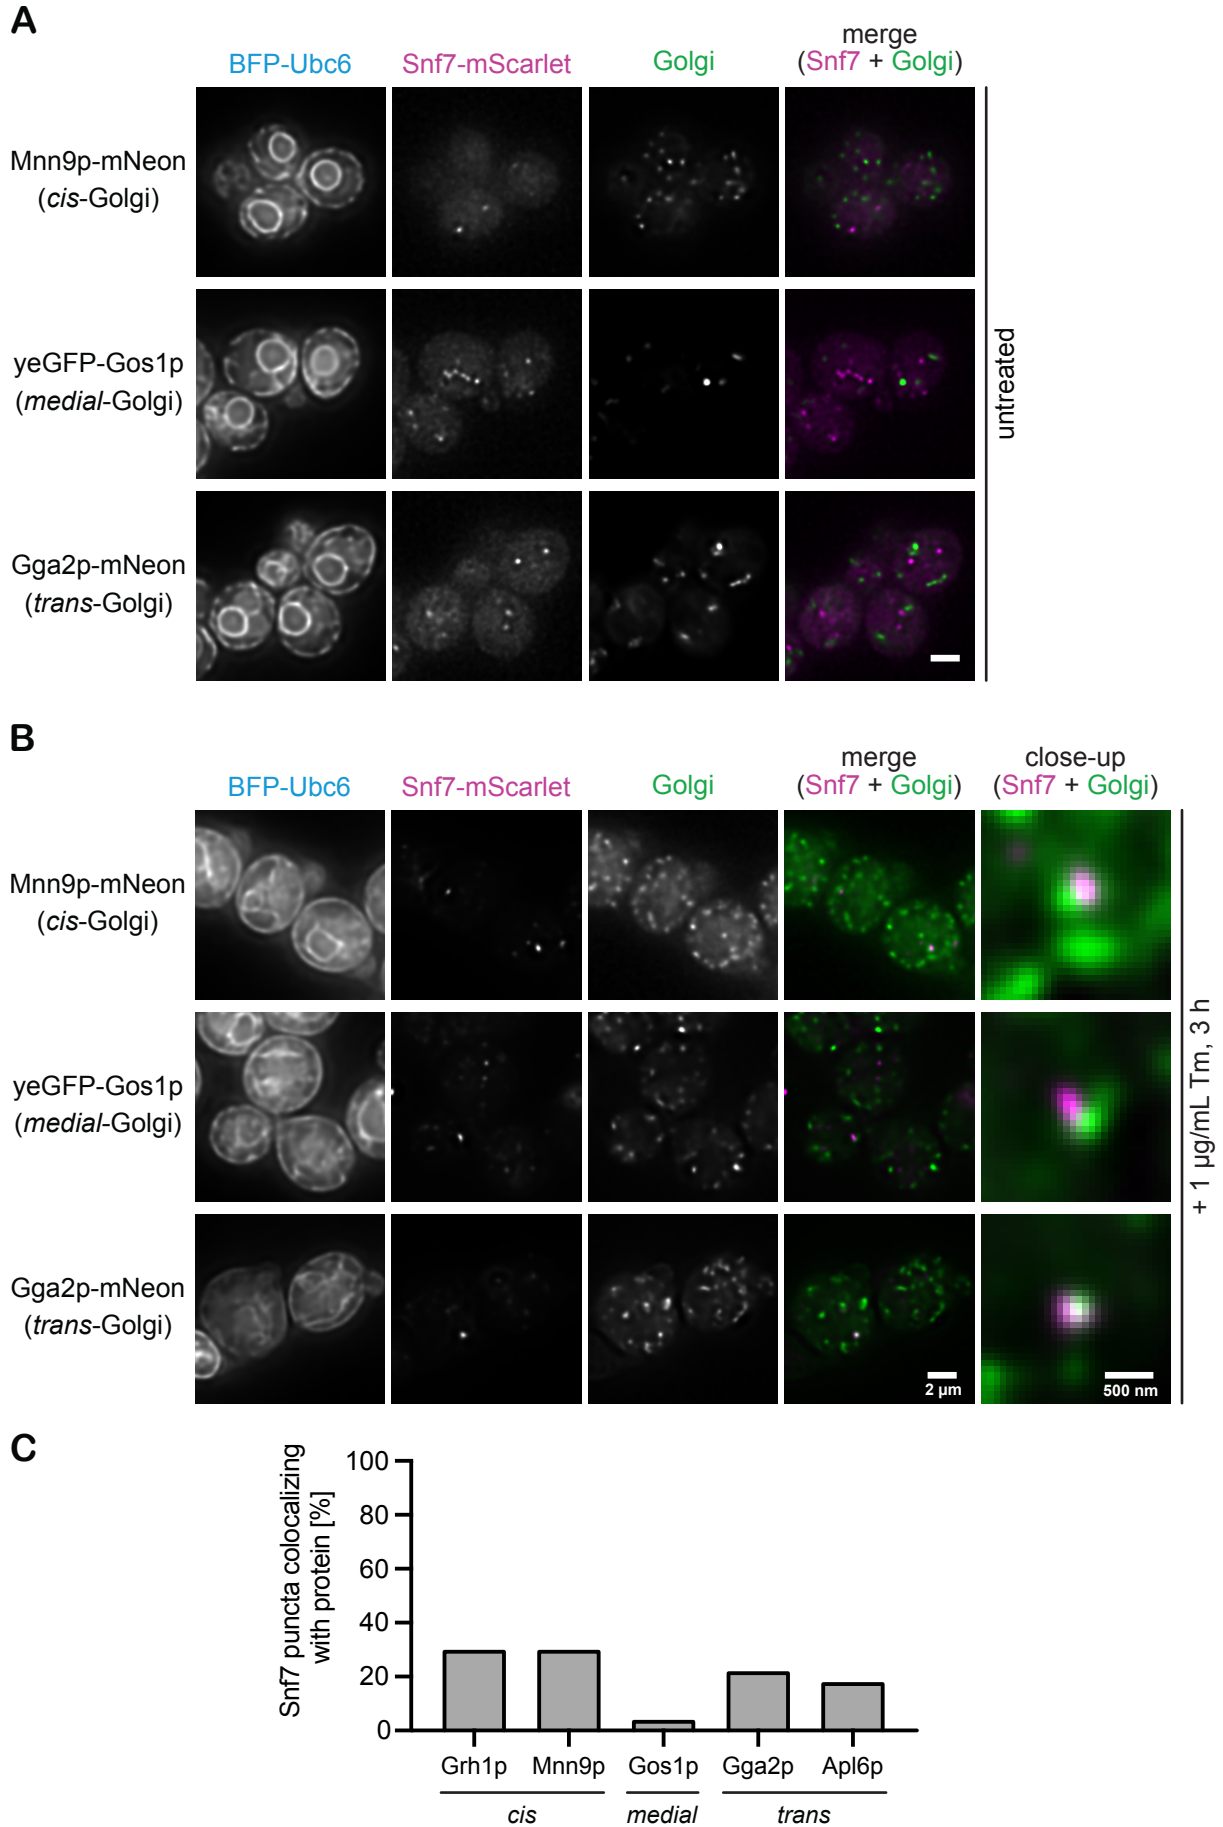 A
BFP-Ubc6
Snf7-mScarlet
Golgi
merge
(Snf7 + Golgi)
Mnn9p-mNeon
(cis-Golgi)
yeGFP-Gos1p
(medial-Golgi)
Gga2p-mNeon
(trans-Golgi)
untreated
B
BFP-Ubc6
Snf7-mScarlet
Golgi
merge
(Snf7 + Golgi)
close-up
(Snf7 + Golgi)
Mnn9p-mNeon
(cis-Golgi)
yeGFP-Gos1p
(medial-Golgi)
Gga2p-mNeon
(trans-Golgi)
2 µm
500 nm
+ 1 µg/mL Tm, 3 h
C
Snf7 puncta colocalizing
with protein [%]
100
80
60
40
20
0
Grh1p
Mnn9p
Gos1p
Gga2p
Apl6p
cis
medial
trans